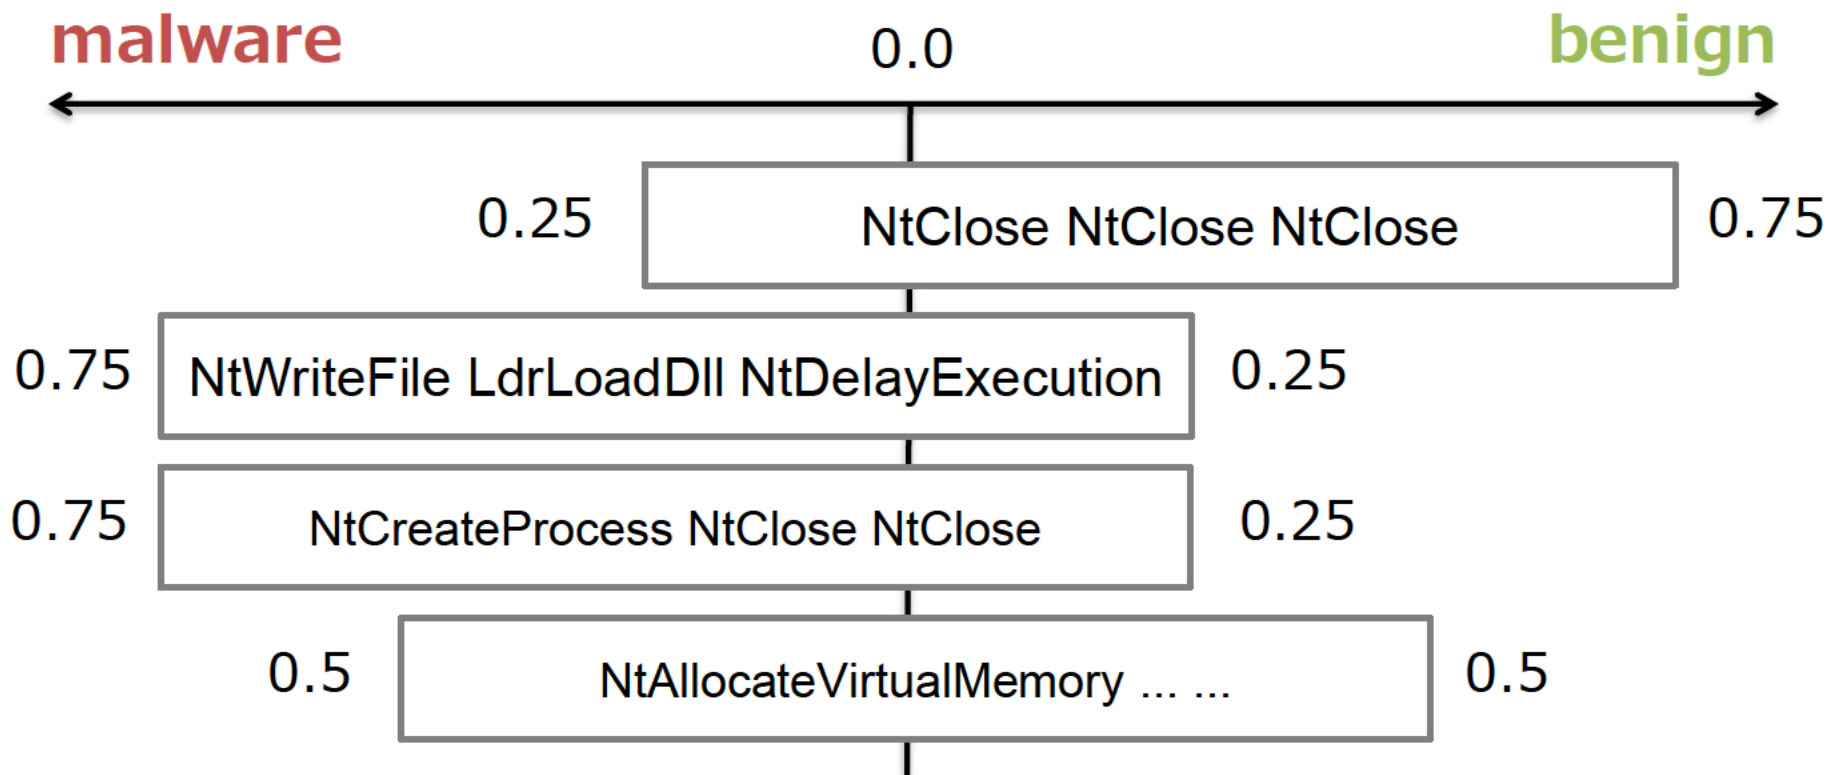 malware 0.0 benign
0.25 NtClose NtClose NtClose 0.75
0.75 NtWriteFile LdrLoadDll NtDelayExecution 0.25
0.75 NtCreateProcess NtClose NtClose 0.25
0.5 NtAllocateVirtualMemory ... ... 0.5